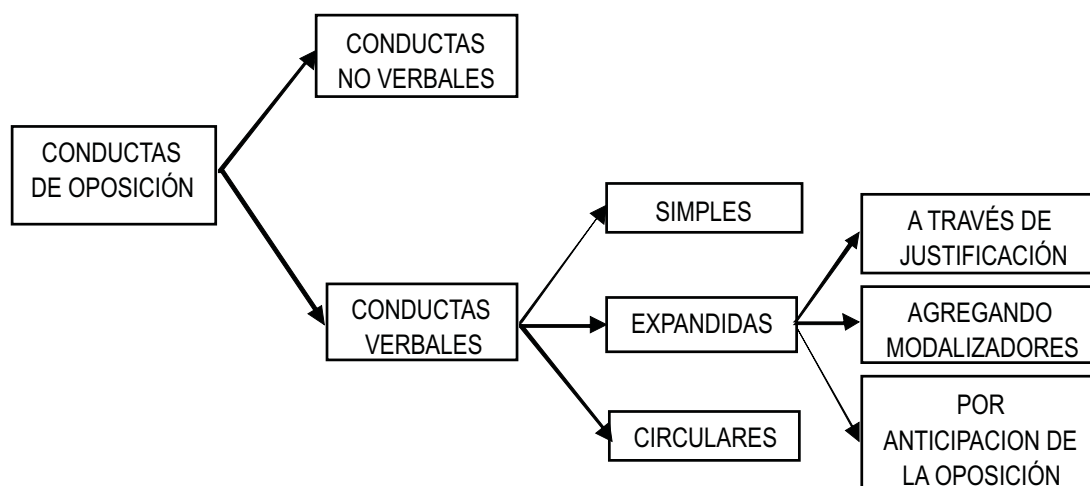 CONDUCTAS
NO VERBALES
CONDUCTAS
DE OPOSICIÓN
SIMPLES
A TRAVÉS DE
JUSTIFICACIÓN
CONDUCTAS
VERBALES
EXPANDIDAS
AGREGANDO
MODALIZADORES
CIRCULARES
POR
ANTICIPACION DE
LA OPOSICIÓN